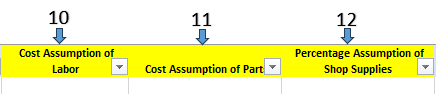 10 11 12
Cost Assumption of Labor
Cost Assumption of Part
Percentage Assumption of Shop Supplies